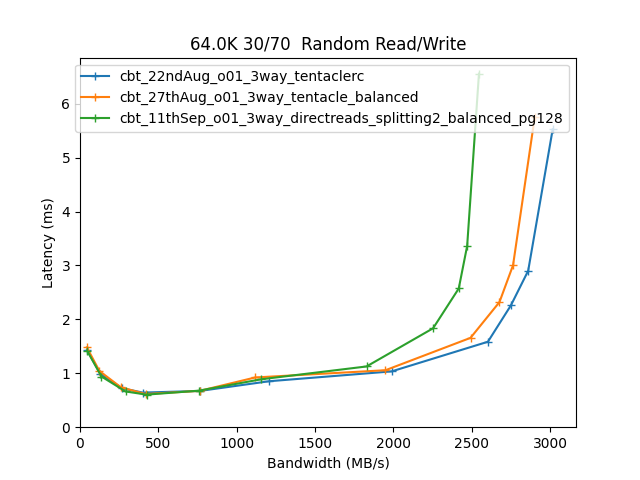 64.0K 30/70 Random Read/Write
cbt_22ndAug_o01_3way_tentaclerc
cbt_27thAug_o01_3way_tentacle_balanced
cbt_11thSep_o01_3way_directreads_splitting2_balanced_pg128
6
5
4
3
2
1
0
Latency (ms)
0 500 1000 1500 2000 2500 3000
Bandwidth (MB/s)